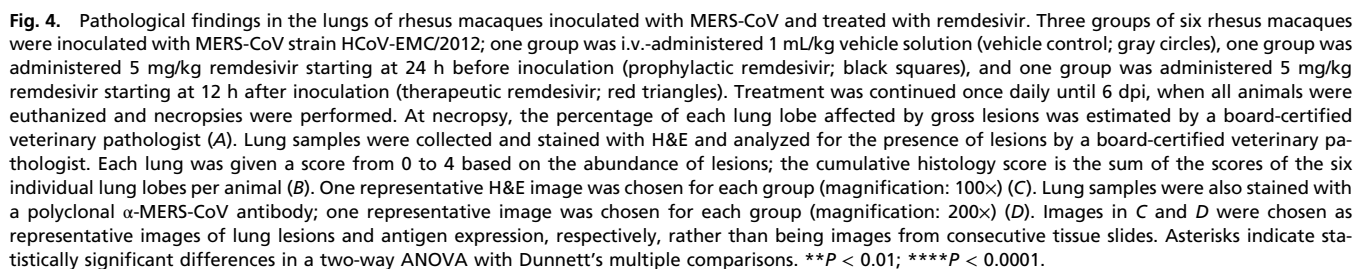 Fig. 4. Pathological findings in the lungs of rhesus macaques inoculated with MERS-CoV and treated with remdesivir. Three groups of six rhesus macaques
were inoculated with MERS-CoV strain HCoV-EMC/2012; one group was i.v.-administered 1 mL/kg vehicle solution (vehicle control; gray circles), one group was
administered 5 mg/kg remdesivir starting at 24 h before inoculation (prophylactic remdesivir; black squares), and one group was administered 5 mg/kg
remdesivir starting at 12 h after inoculation (therapeutic remdesivir; red triangles). Treatment was continued once daily until 6 dpi, when all animals were
euthanized and necropsies were performed. At necropsy, the percentage of each lung lobe affected by gross lesions was estimated by a board-certified
veterinary pathologist (A). Lung samples were collected and stained with H&E and analyzed for the presence of lesions by a board-certified veterinary pa-
thologist. Each lung was given a score from 0 to 4 based on the abundance of lesions; the cumulative histology score is the sum of the scores of the six
individual lung lobes per animal (B). One representative H&E image was chosen for each group (magnification: 100×) (C). Lung samples were also stained with
a polyclonal α-MERS-CoV antibody; one representative image was chosen for each group (magnification: 200×) (D). Images in C and D were chosen as
representative images of lung lesions and antigen expression, respectively, rather than being images from consecutive tissue slides. Asterisks indicate sta-
tistically significant differences in a two-way ANOVA with Dunnett's multiple comparisons. **P < 0.01; ****P < 0.0001.